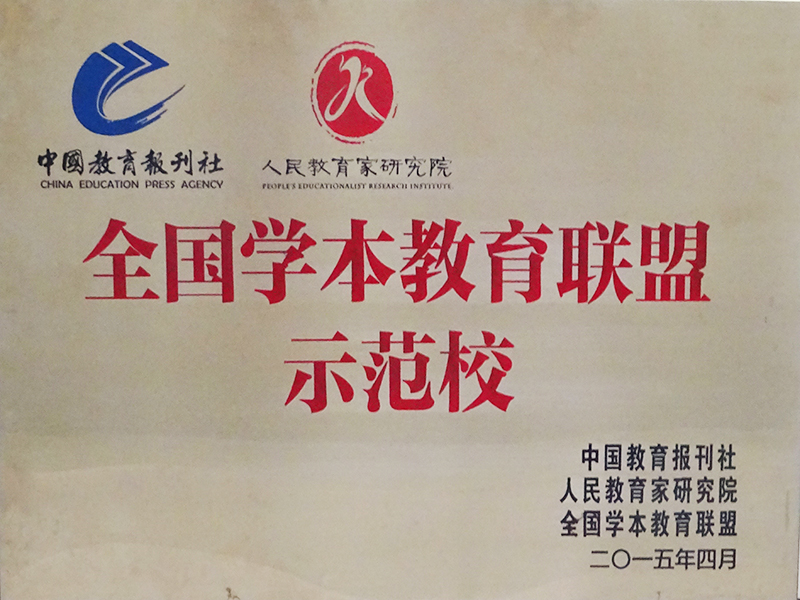 中國教育報刊社
CHINA EDUCATION PRESS AGENCY
人民教育家研究院
PEOPLE'S EDUCATIONALIST RESEARCH INSTITUTE
全国学本教育联盟
示范校
中国教育报刊社
人民教育家研究院
全国学本教育联盟
二〇一五年四月